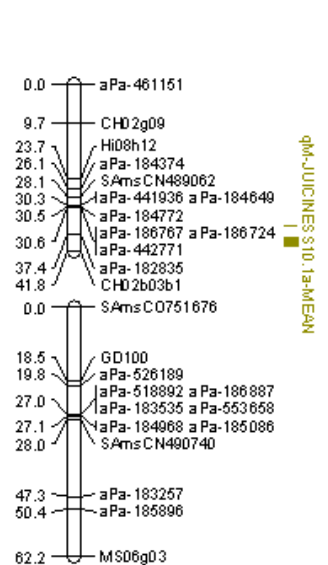 0.0 aPa-461151
9.7 CH02g09
23.7 Hi08h12
26.1 aPa-184374
28.1 SAmsCN489062
30.3 aPa-441936 aPa-184649
30.5 aPa-184772
30.6 aPa-186767 aPa-186724
aPa-442771
37.4 aPa-182835
41.8 CH02b03b1
qM-JUICINESS10.1a-MEAN
0.0 SAmsCO751676
18.5 GD100
19.8 aPa-526189
27.0 aPa-518892 aPa-186887
aPa-183535 aPa-553658
27.1 aPa-184968 aPa-185086
28.0 SAmsCN490740
47.3 aPa-183257
50.4 aPa-185896
62.2 MS06g03